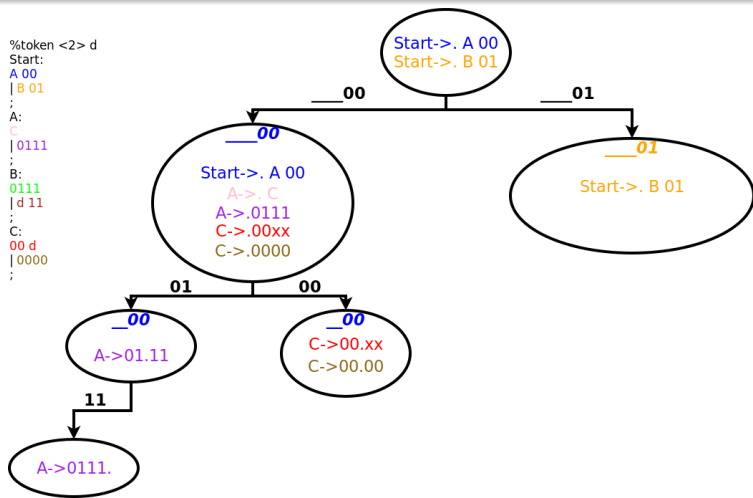 %token <2> d
Start:
A 00
| B 01
;
A:
C
| 0111
;
B:
0111
| d 11
;
C:
00 d
| 0000
;
Start->. A 00
Start->. B 01
____00
____01
____00
Start->. A 00
A->. C
A->.0111
C->.00xx
C->.0000
____01
Start->. B 01
01
00
__00
A->01.11
__00
C->00.xx
C->00.00
11
A->0111.